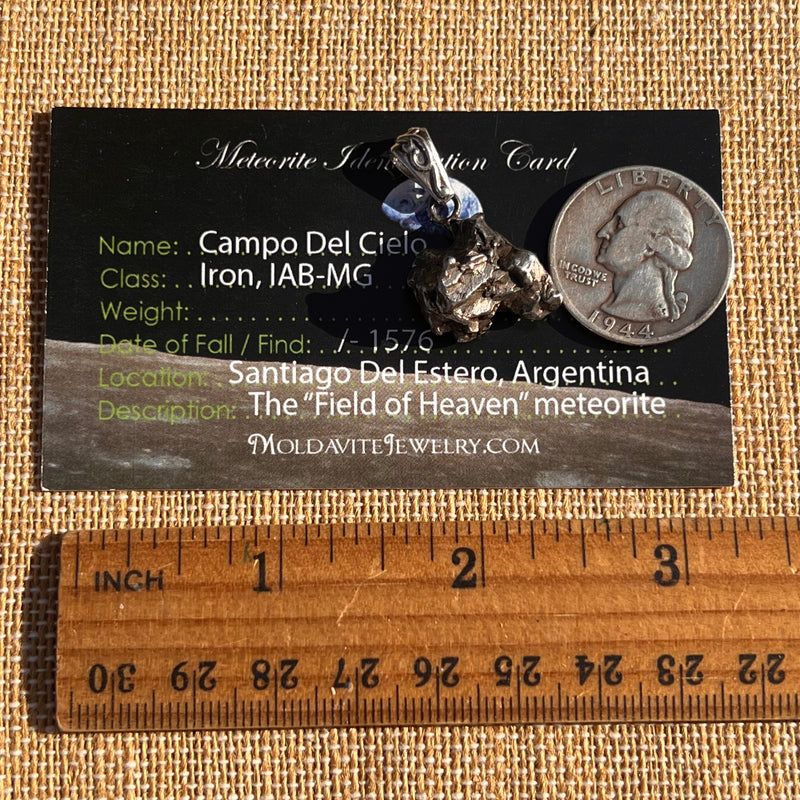 Meteorite Identification Card
Name: . . Campo Del Cielo
Class: . . Iron, IAB-MG
Weight: . . . . . . . . . . . . . . . . . . . . . . . . .
Date of Fall / Find: . . /- 1576 . . . . . . . . . . . . . . . . .
Location: . . Santiago Del Estero, Argentina . .
Description: . The “Field of Heaven” meteorite .
MoldaviteJewelry.com
LIBERTY
IN GOD WE
TRUST
1944
INCH 1 2 3
30 29 28 27 26 25 24 23 22